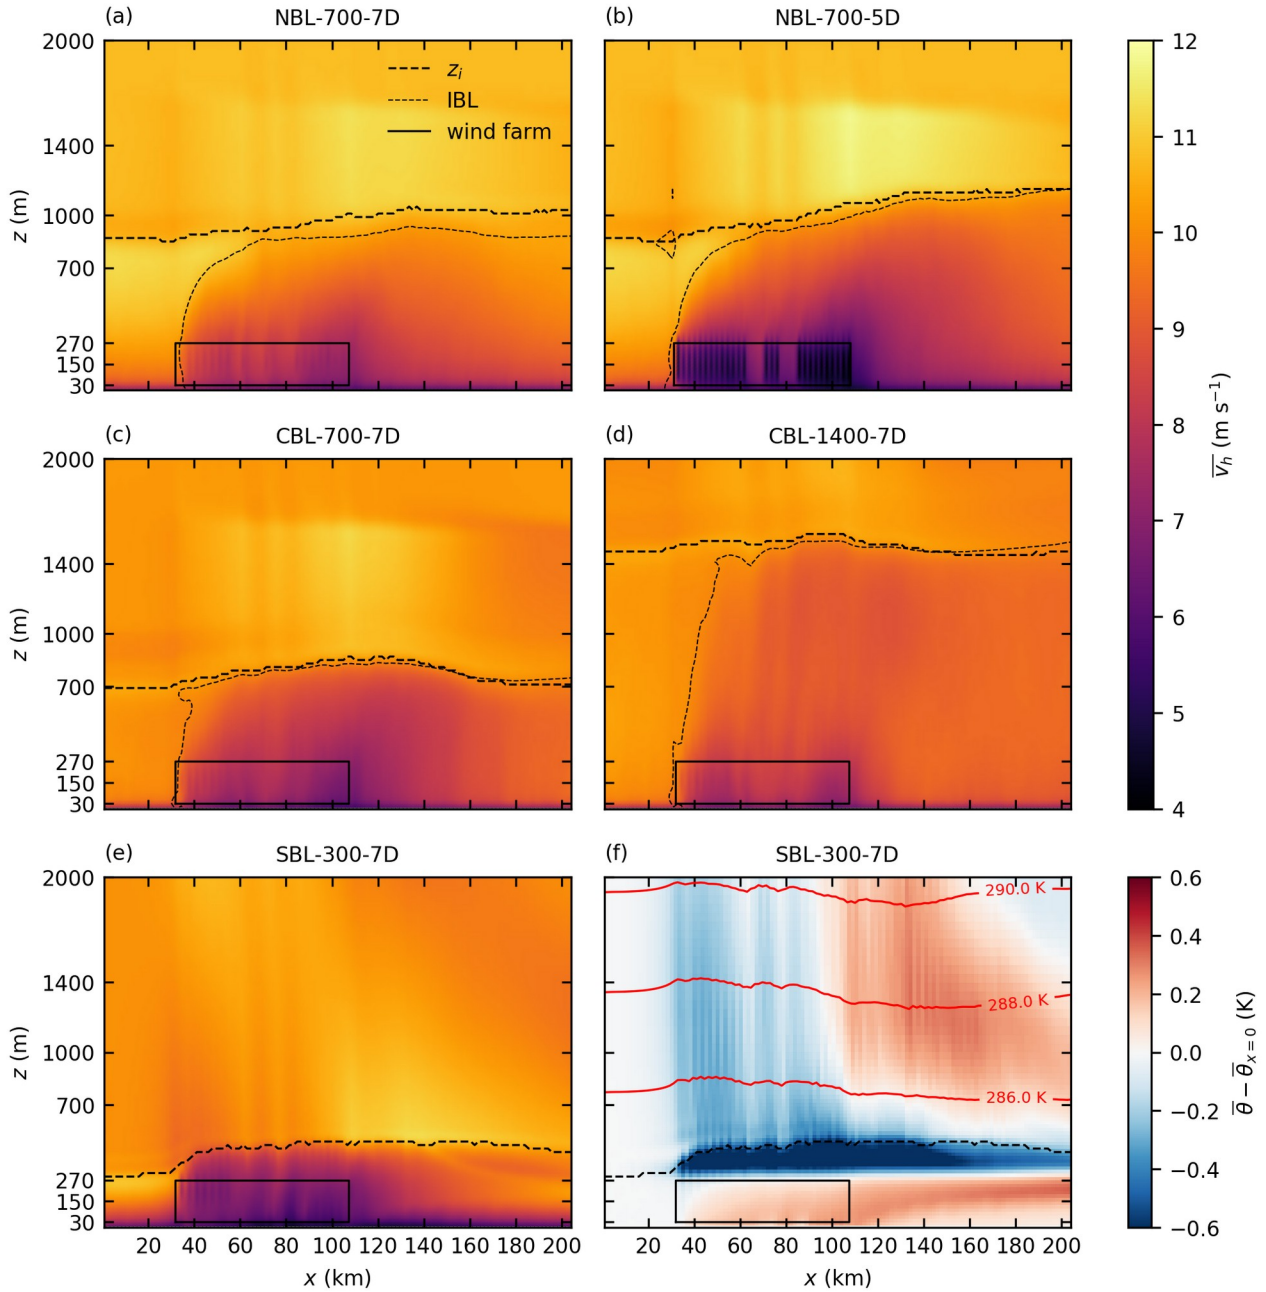 (a) NBL-700-7D
(b) NBL-700-5D
2000
1400
1000
700
270
150
30
z (m)
z_i
IBL
wind farm
12
11
10
9
8
7
6
5
4
\overline{v_h} (m s⁻¹)
(c) CBL-700-7D
(d) CBL-1400-7D
2000
1400
1000
700
270
150
30
z (m)
(e) SBL-300-7D
(f) SBL-300-7D
2000
1400
1000
700
270
150
30
z (m)
20 40 60 80 100 120 140 160 180 200
x (km)
290.0 K
288.0 K
286.0 K
20 40 60 80 100 120 140 160 180 200
x (km)
0.6
0.4
0.2
0.0
−0.2
−0.4
−0.6
\overline{θ} − \overline{θ}_{x=0} (K)